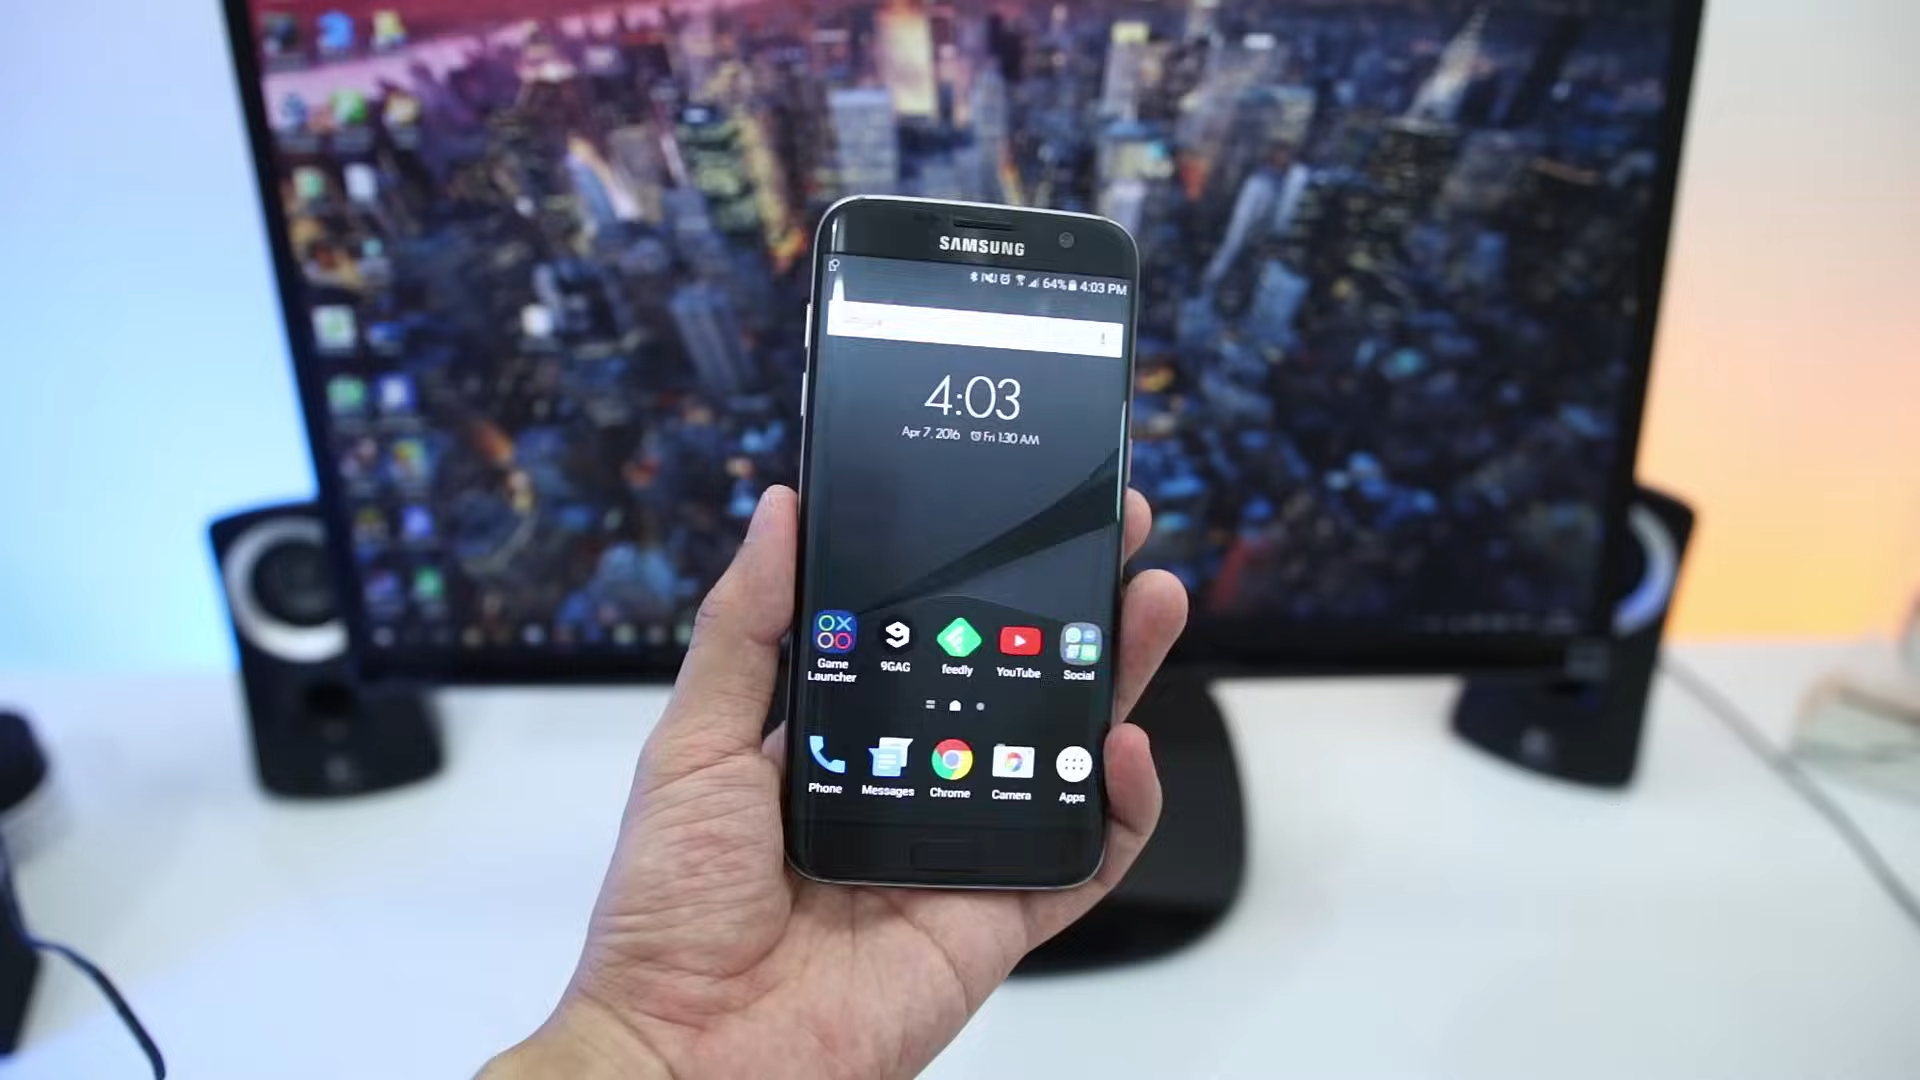 SAMSUNG
64% 4:03 PM
4:03
Apr 7, 2016 Fri 1:30 AM
Game Launcher
9GAG
feedly
YouTube
Social
Phone
Messages
Chrome
Camera
Apps